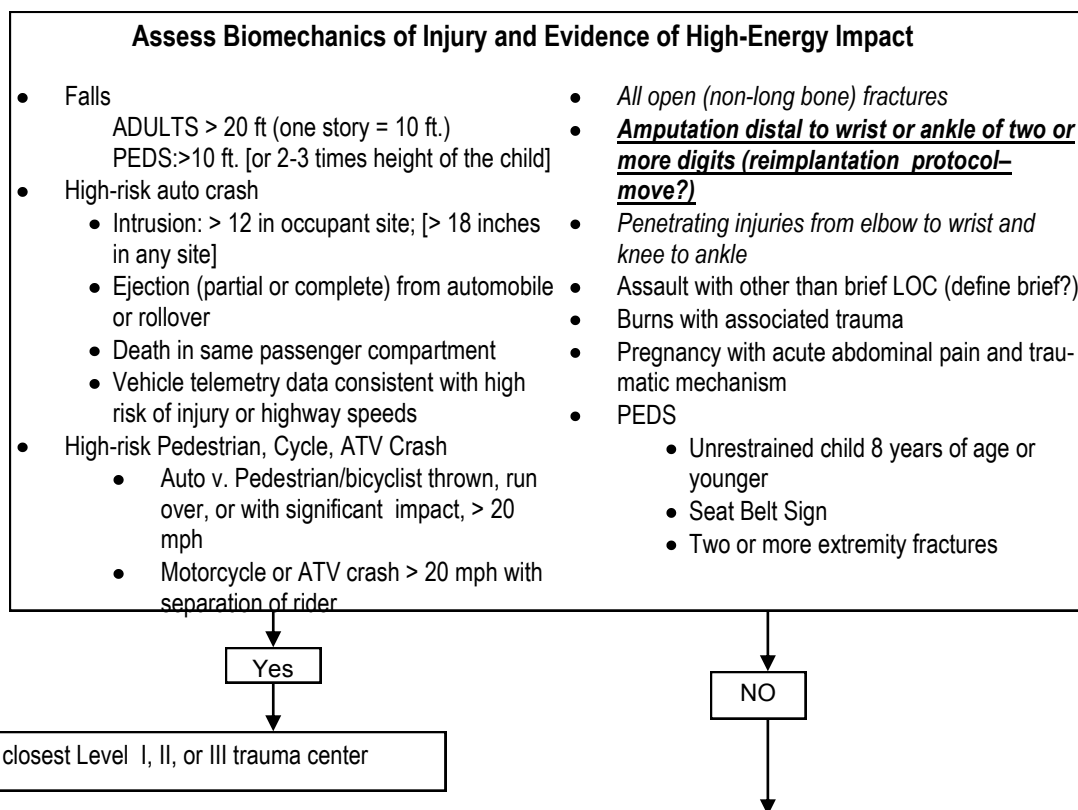 Assess Biomechanics of Injury and Evidence of High-Energy Impact
• Falls
ADULTS > 20 ft (one story = 10 ft.)
PEDS:>10 ft. [or 2-3 times height of the child]
• High-risk auto crash
• Intrusion: > 12 in occupant site; [> 18 inches
in any site]
• Ejection (partial or complete) from automobile
or rollover
• Death in same passenger compartment
• Vehicle telemetry data consistent with high
risk of injury or highway speeds
• High-risk Pedestrian, Cycle, ATV Crash
• Auto v. Pedestrian/bicyclist thrown, run
over, or with significant impact, > 20
mph
• Motorcycle or ATV crash > 20 mph with
separation of rider
• All open (non-long bone) fractures
• Amputation distal to wrist or ankle of two or
more digits (reimplantation protocol–
move?)
• Penetrating injuries from elbow to wrist and
knee to ankle
• Assault with other than brief LOC (define brief?)
• Burns with associated trauma
• Pregnancy with acute abdominal pain and trau-
matic mechanism
• PEDS
• Unrestrained child 8 years of age or
younger
• Seat Belt Sign
• Two or more extremity fractures
Yes
NO
closest Level I, II, or III trauma center